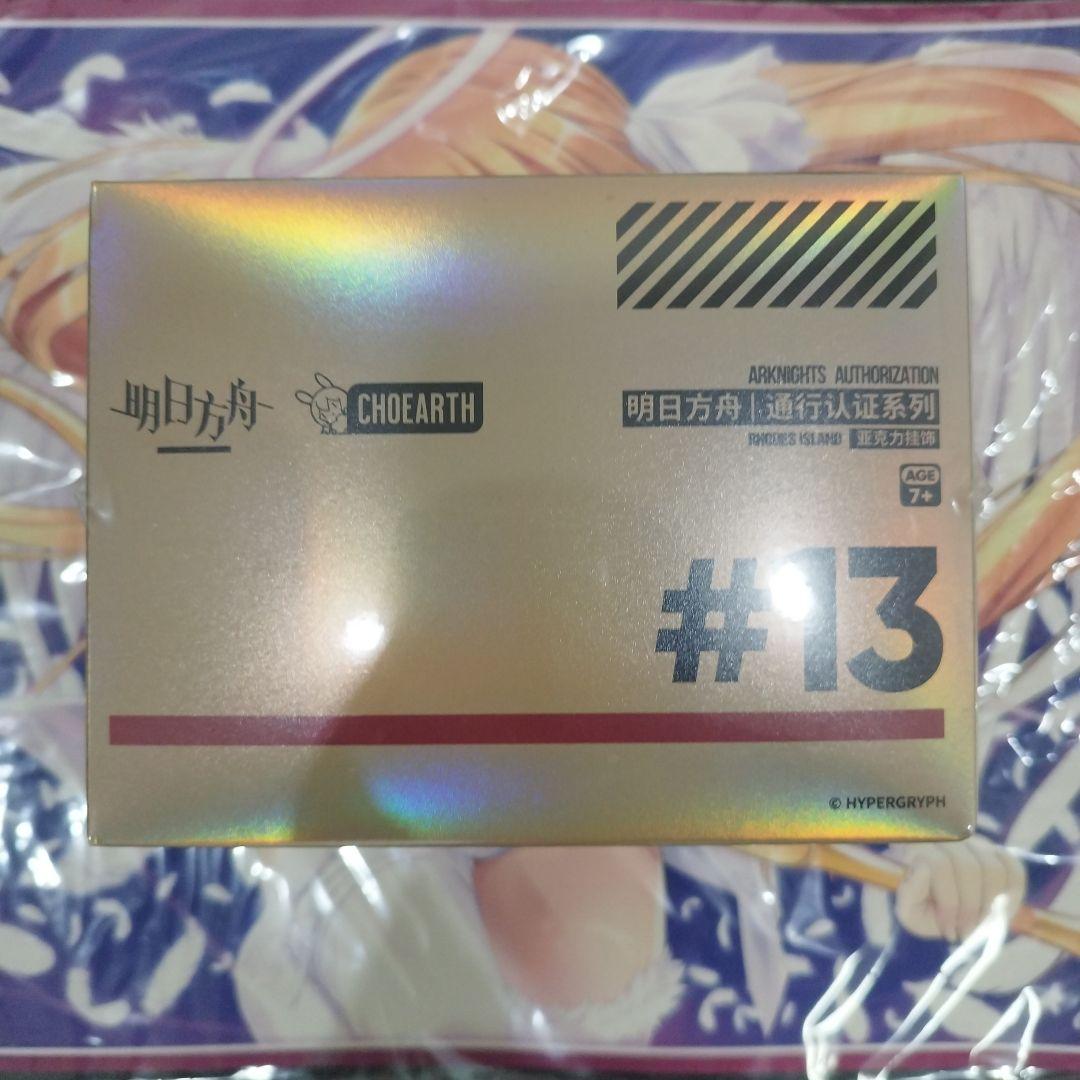 明日方舟
CHOEARTH
ARKNIGHTS AUTHORIZATION
明日方舟|通行认证系列
RHODES ISLAND 亚克力挂饰
AGE
7+
#13
© HYPERGRYPH